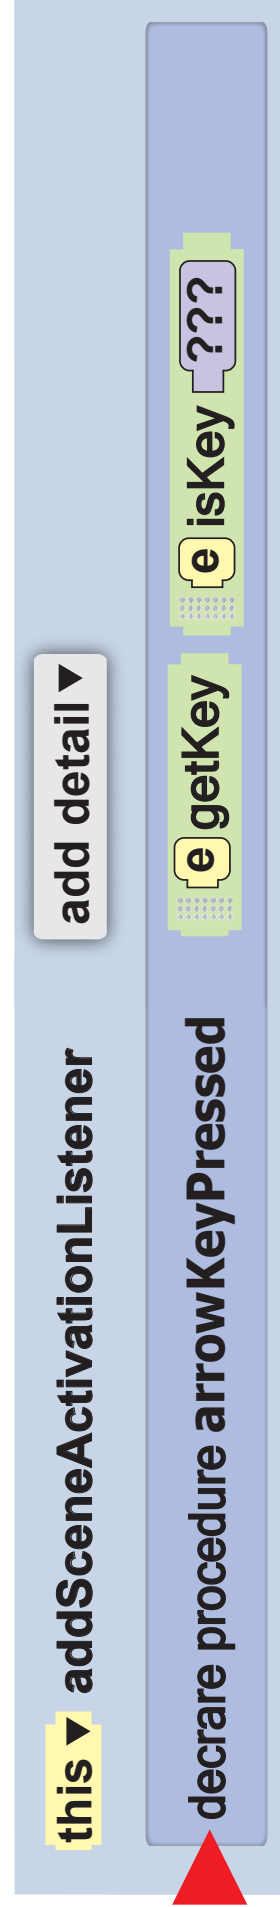 this ▼ addSceneActivationListener add detail ▼
decrare procedure arrowKeyPressed e getKey e isKey ???